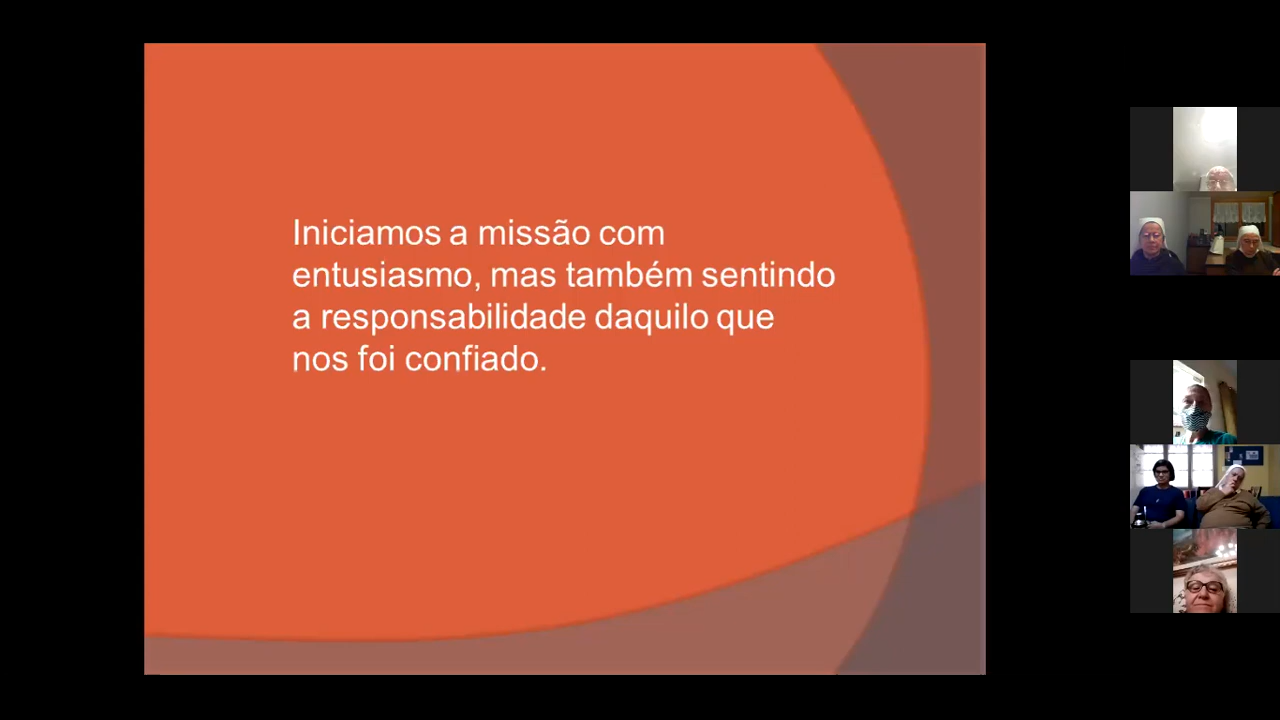 Iniciamos a missão com
entusiasmo, mas também sentindo
a responsabilidade daquilo que
nos foi confiado.